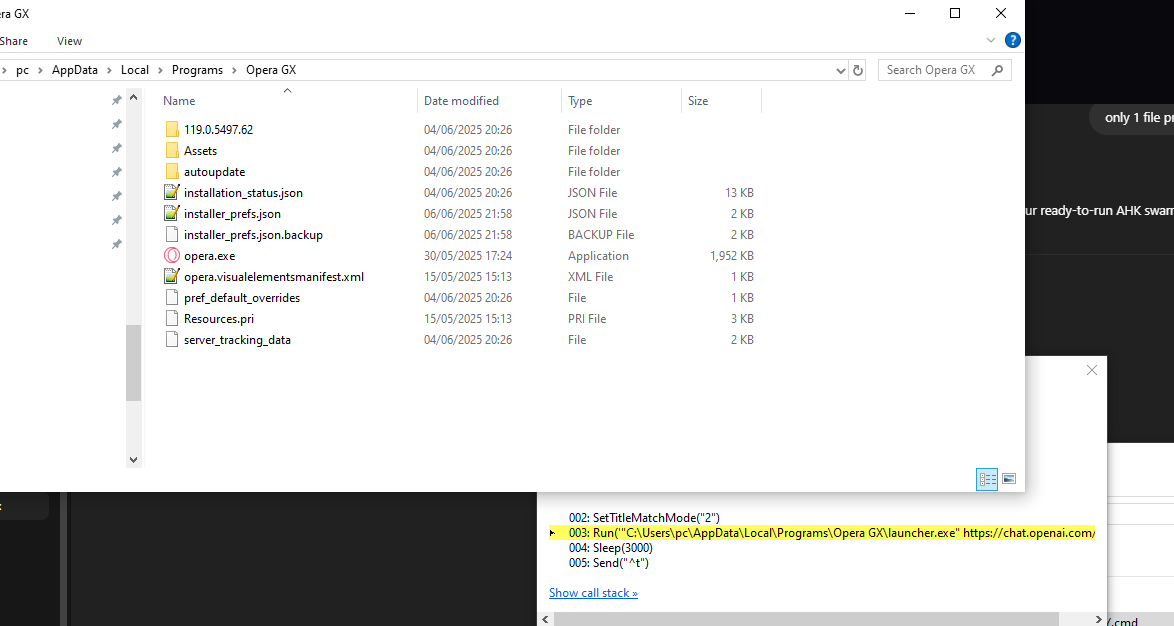 ra GX
Share View
pc > AppData > Local > Programs > Opera GX
Search Opera GX
Name Date modified Type Size
119.0.5497.62 04/06/2025 20:26 File folder
Assets 04/06/2025 20:26 File folder
autoupdate 04/06/2025 20:26 File folder
installation_status.json 04/06/2025 20:26 JSON File 13 KB
installer_prefs.json 06/06/2025 21:58 JSON File 2 KB
installer_prefs.json.backup 06/06/2025 21:58 BACKUP File 2 KB
opera.exe 30/05/2025 17:24 Application 1,952 KB
opera.visualelementsmanifest.xml 15/05/2025 15:13 XML File 1 KB
pref_default_overrides 04/06/2025 20:26 File 1 KB
Resources.pri 15/05/2025 15:13 PRI File 3 KB
server_tracking_data 04/06/2025 20:26 File 2 KB
only 1 file pr
ur ready-to-run AHK swarn
002: SetTitleMatchMode("2")
003: Run('"C:\Users\pc\AppData\Local\Programs\Opera GX\launcher.exe" https://chat.openai.com/
004: Sleep(3000)
005: Send("^t")
Show call stack »
/.cmd